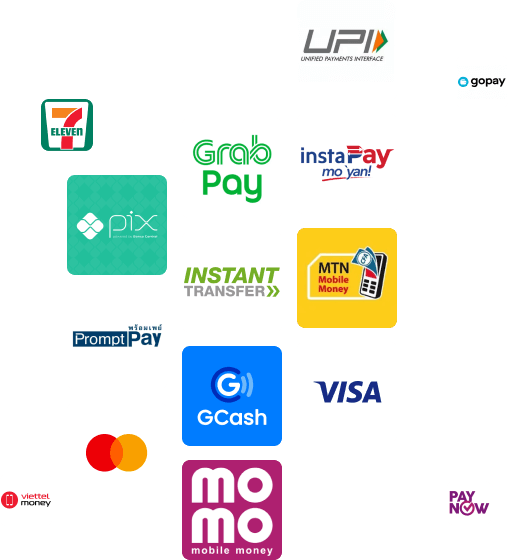 UPI
UNIFIED PAYMENTS INTERFACE
gopay
7
ELEVEN
Grab
Pay
instaPay
mo 'yan!
pix
INSTANT
TRANSFER
MTN
Mobile
Money
พร้อมเพย์
PromptPay
G
GCash
VISA
viettel
money
mo
mo
mobile money
PAY
NOW